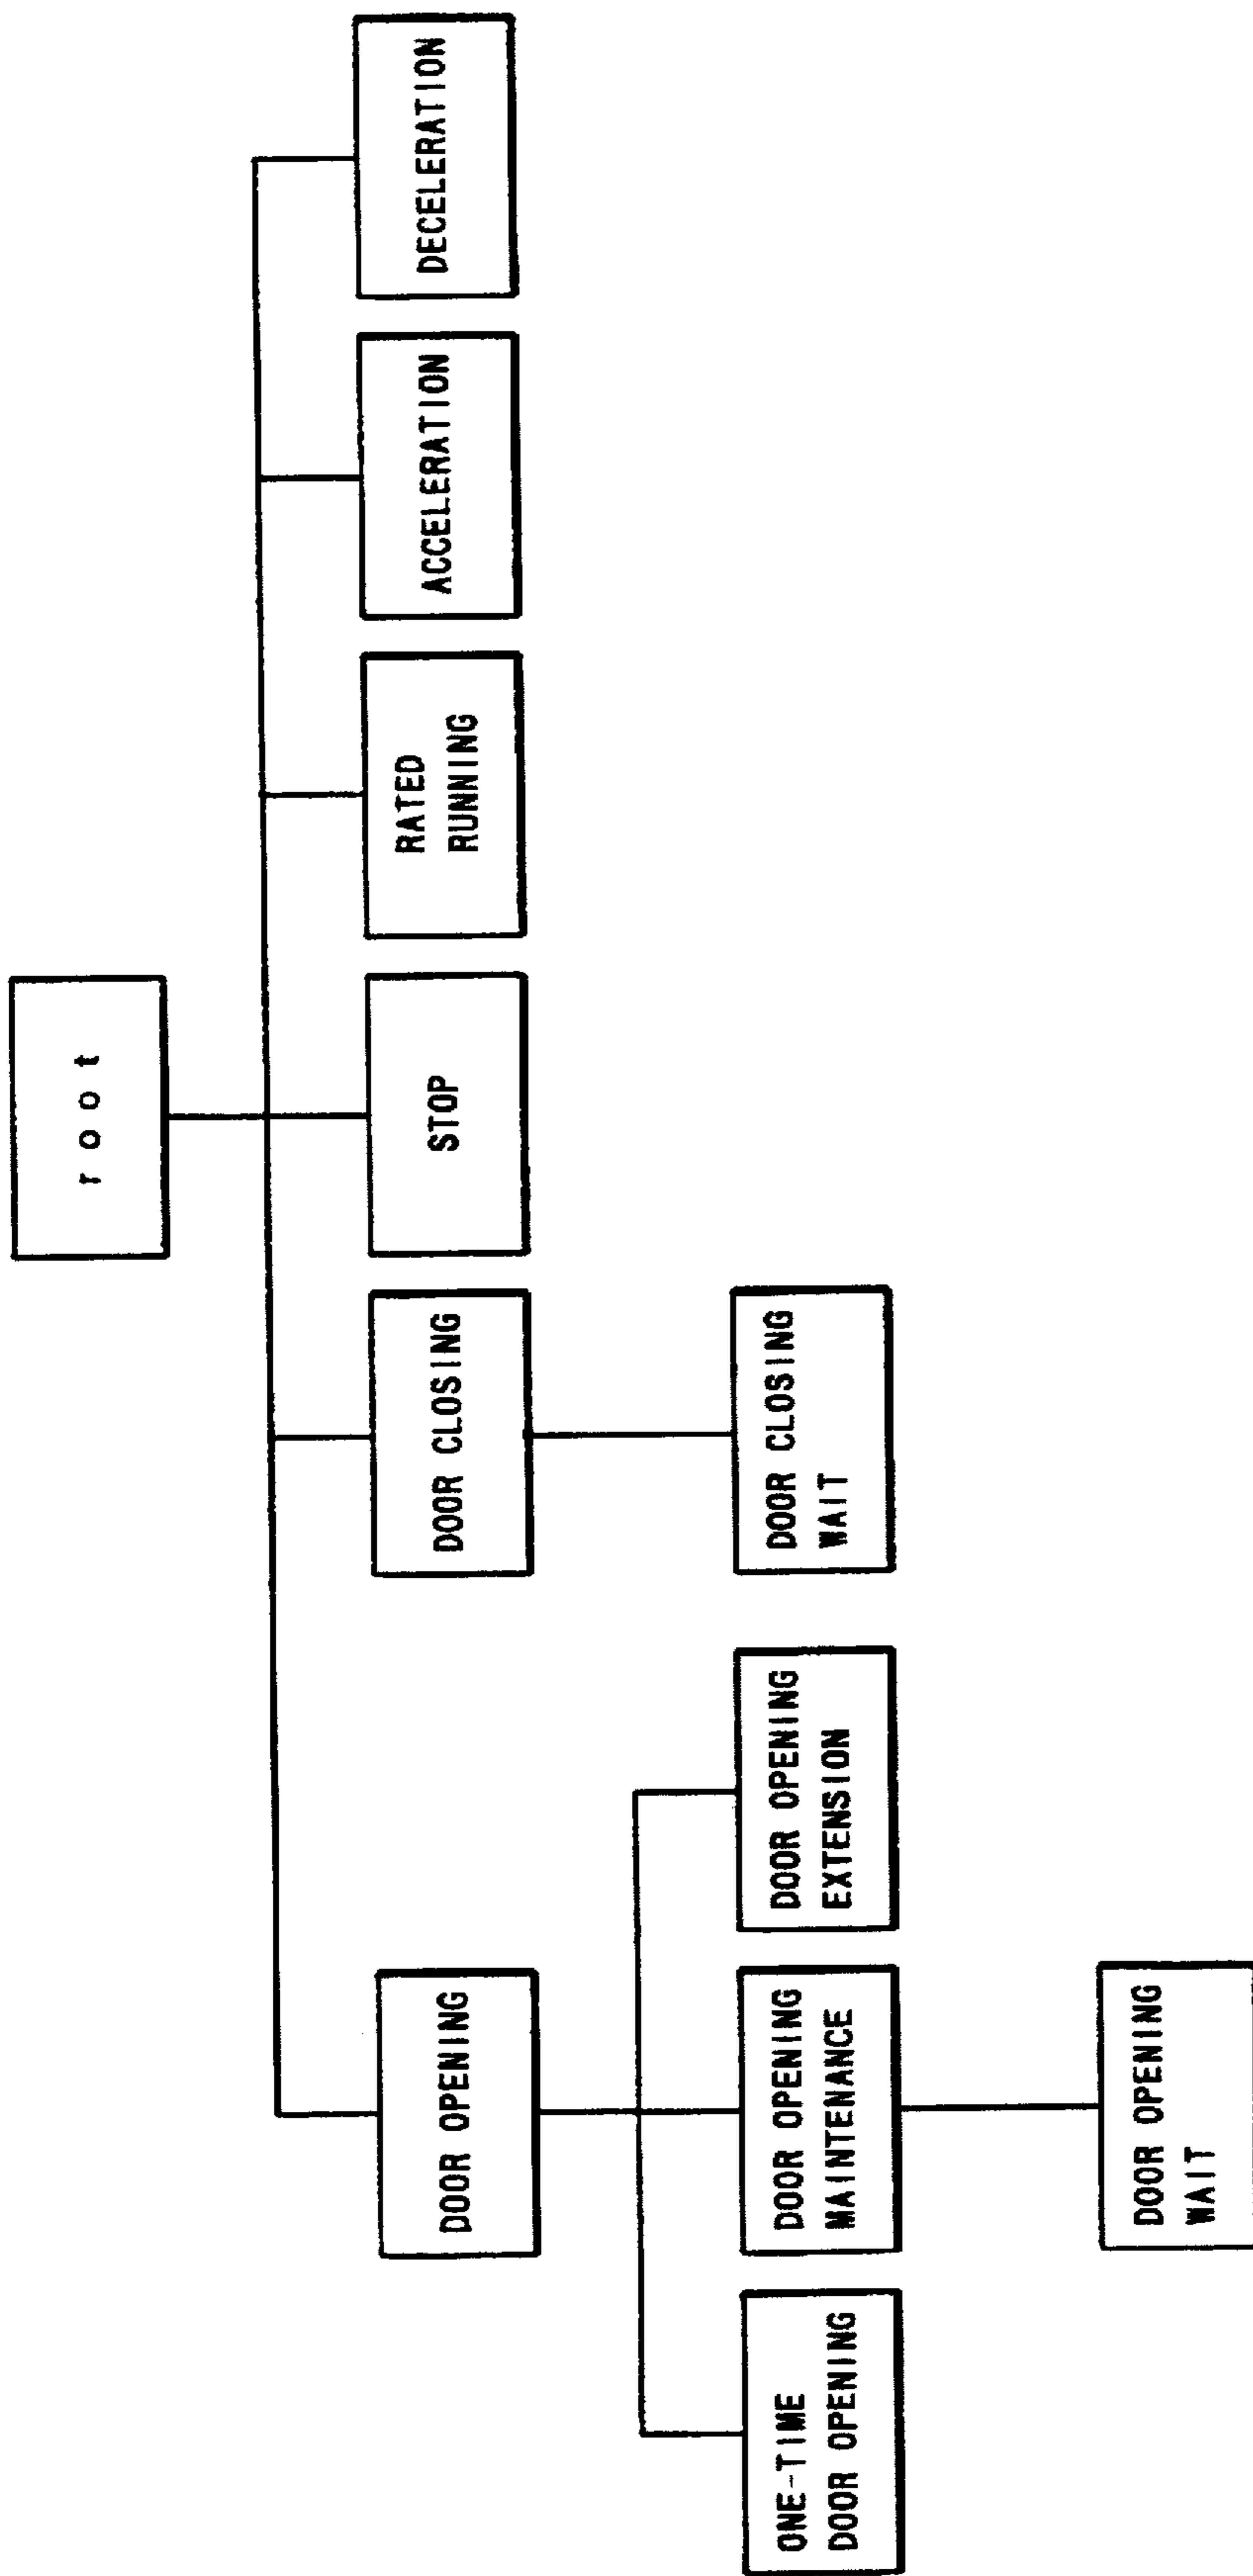 root
DOOR OPENING
DOOR CLOSING
STOP
RATED
RUNNING
ACCELERATION
DECELERATION
ONE-TIME
DOOR OPENING
DOOR OPENING
MAINTENANCE
DOOR OPENING
EXTENSION
DOOR CLOSING
WAIT
DOOR OPENING
WAIT